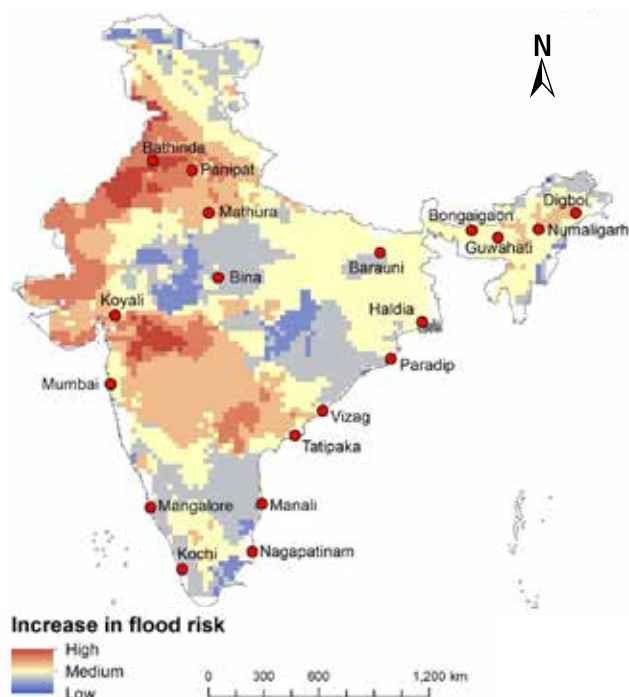 N
Bathinda
Panipat
Mathura
Digboi
Bongaigaon
Numaligarh
Guwahati
Barauni
Bina
Koyali
Haldia
Paradip
Mumbai
Vizag
Tatipaka
Mangalore
Manali
Kochi
Nagapatinam
Increase in flood risk
High
Medium
Low
0 300 600 1,200 km